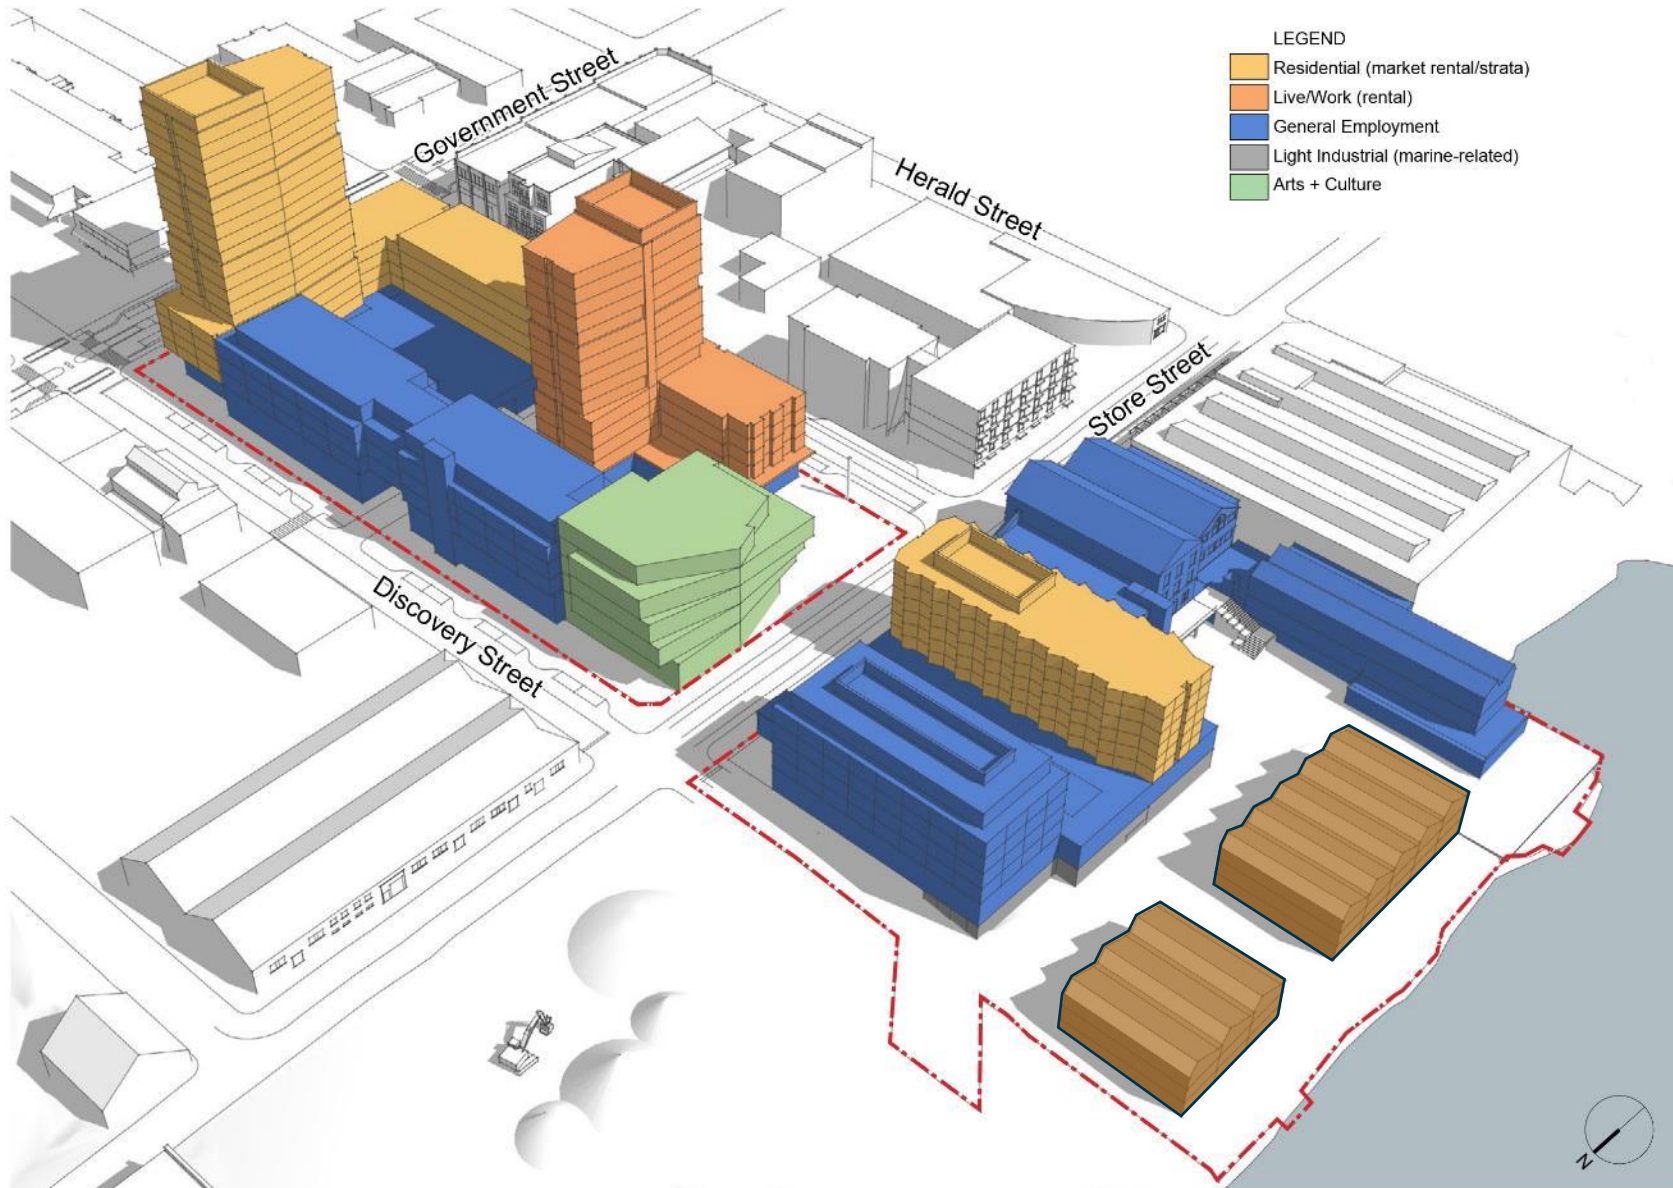 LEGEND
Residential (market rental/strata)
Live/Work (rental)
General Employment
Light Industrial (marine-related)
Arts + Culture
Government Street
Herald Street
Store Street
Discovery Street
N